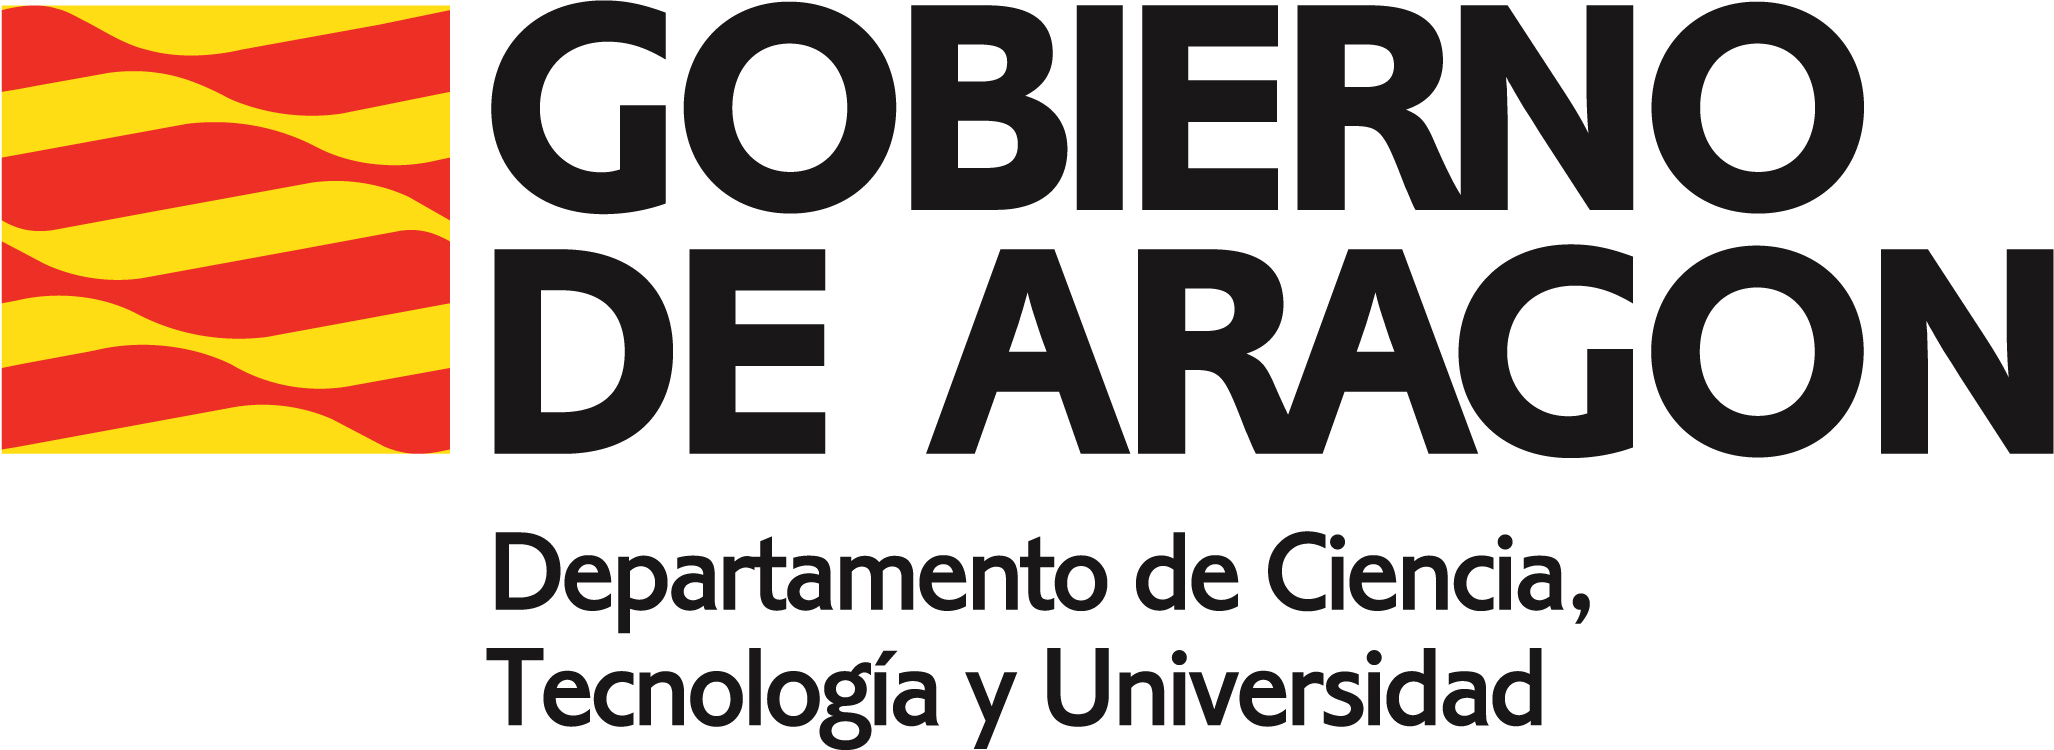 GOBIERNO
DE ARAGON
Departamento de Ciencia,
Tecnología y Universidad